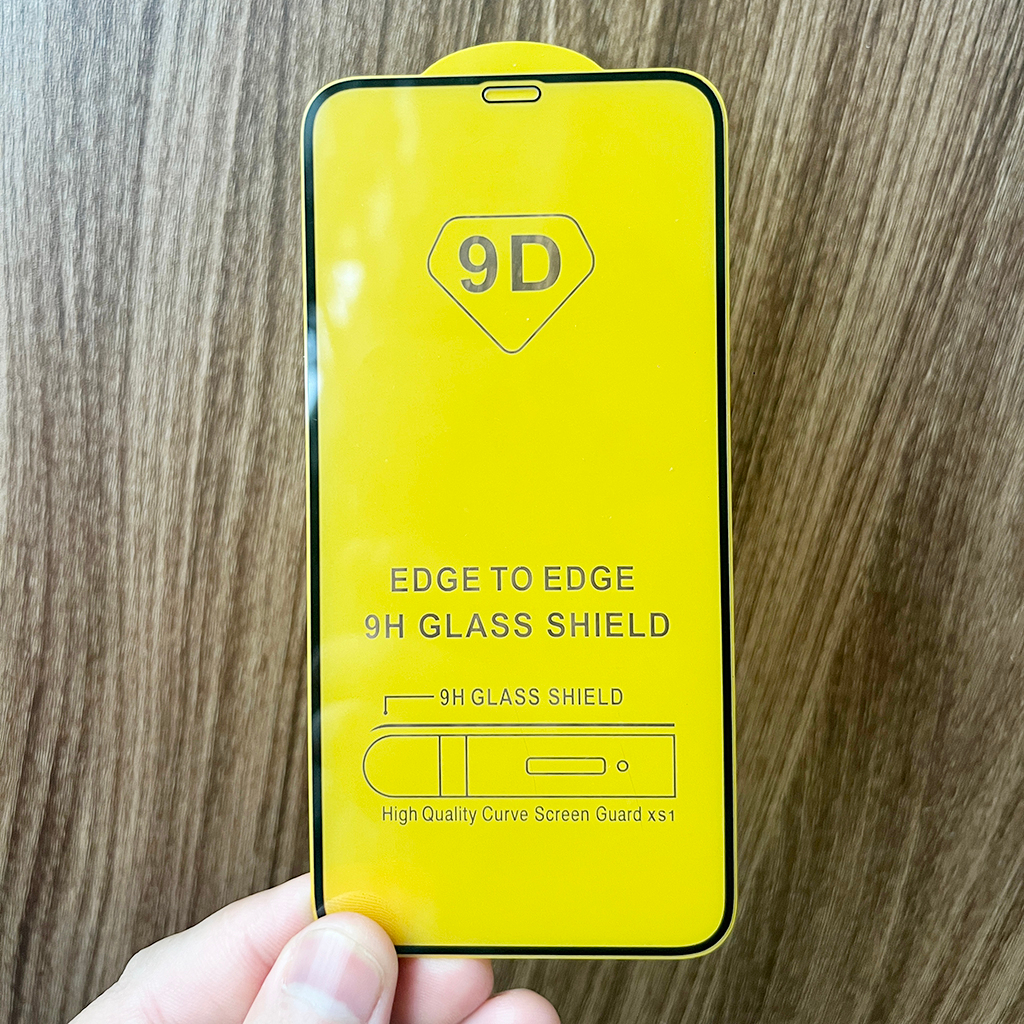 9D
EDGE TO EDGE
9H GLASS SHIELD
9H GLASS SHIELD
High Quality Curve Screen Guard XS1